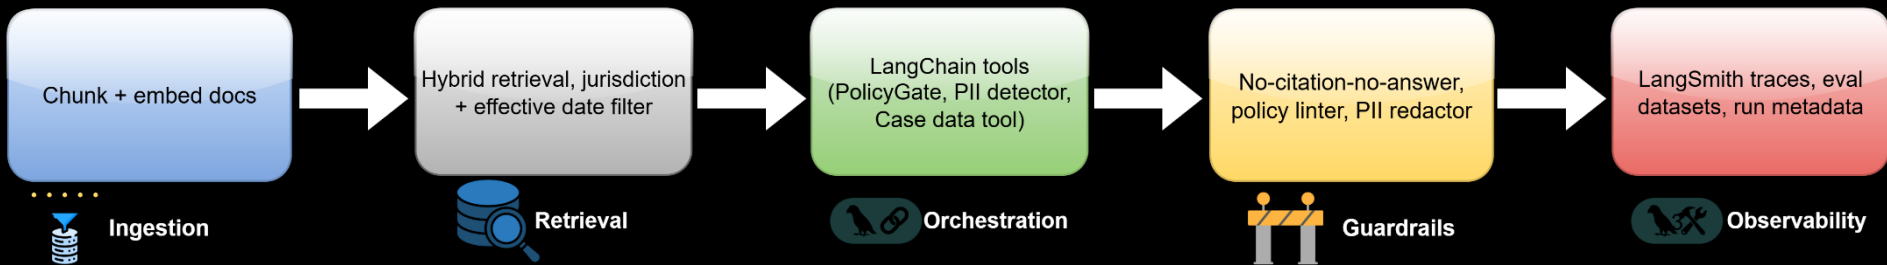 Chunk + embed docs
Hybrid retrieval, jurisdiction
+ effective date filter
LangChain tools
(PolicyGate, PII detector,
Case data tool)
No-citation-no-answer,
policy linter, PII redactor
LangSmith traces, eval
datasets, run metadata
Ingestion
Retrieval
Orchestration
Guardrails
Observability